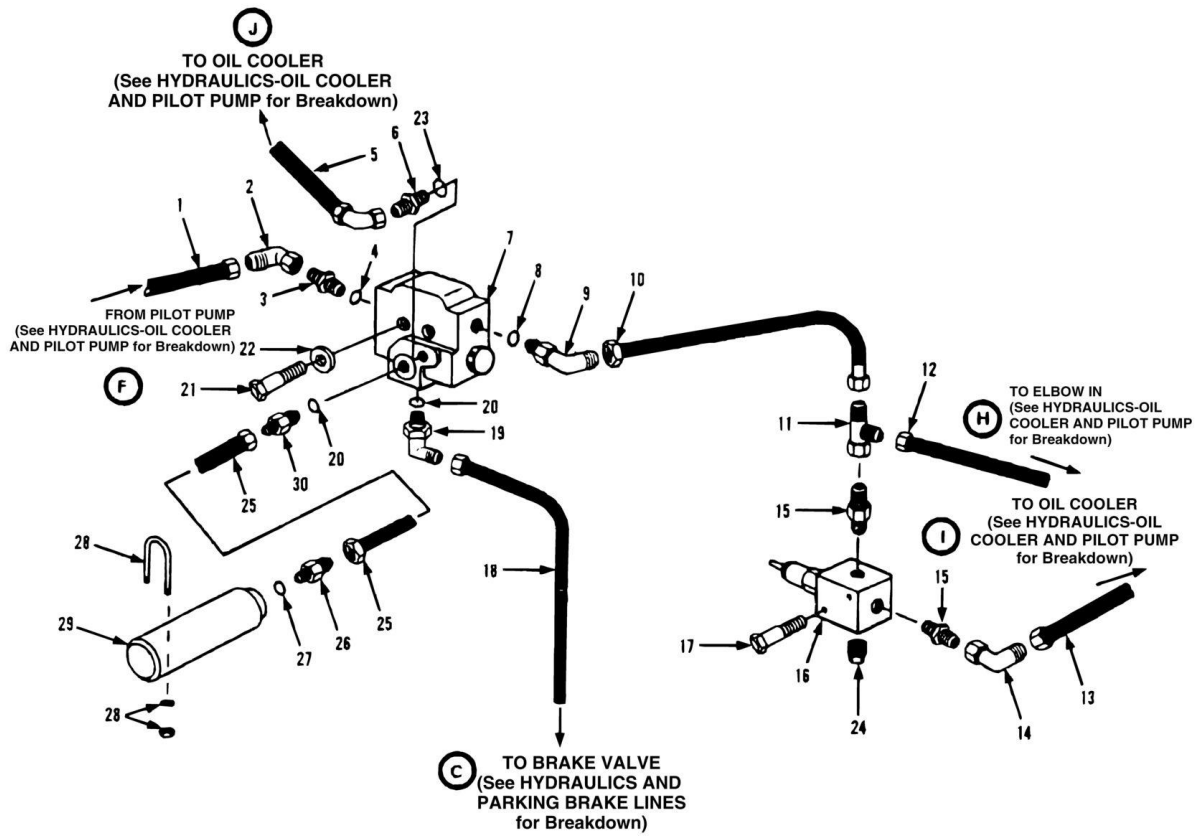 J
TO OIL COOLER
(See HYDRAULICS-OIL COOLER
AND PILOT PUMP for Breakdown)
23
6
5
2
1
4
7
8
9
10
3
FROM PILOT PUMP
(See HYDRAULICS-OIL COOLER
AND PILOT PUMP for Breakdown)
22
F
21
12
TO ELBOW IN
(See HYDRAULICS-OIL
COOLER AND PILOT PUMP
for Breakdown)
H
11
20
19
20
30
25
TO OIL COOLER
(See HYDRAULICS-OIL
COOLER AND PILOT PUMP
for Breakdown)
I
15
28
18
15
29
27
26
25
17
16
24
14
13
28
C
TO BRAKE VALVE
(See HYDRAULICS AND
PARKING BRAKE LINES
for Breakdown)